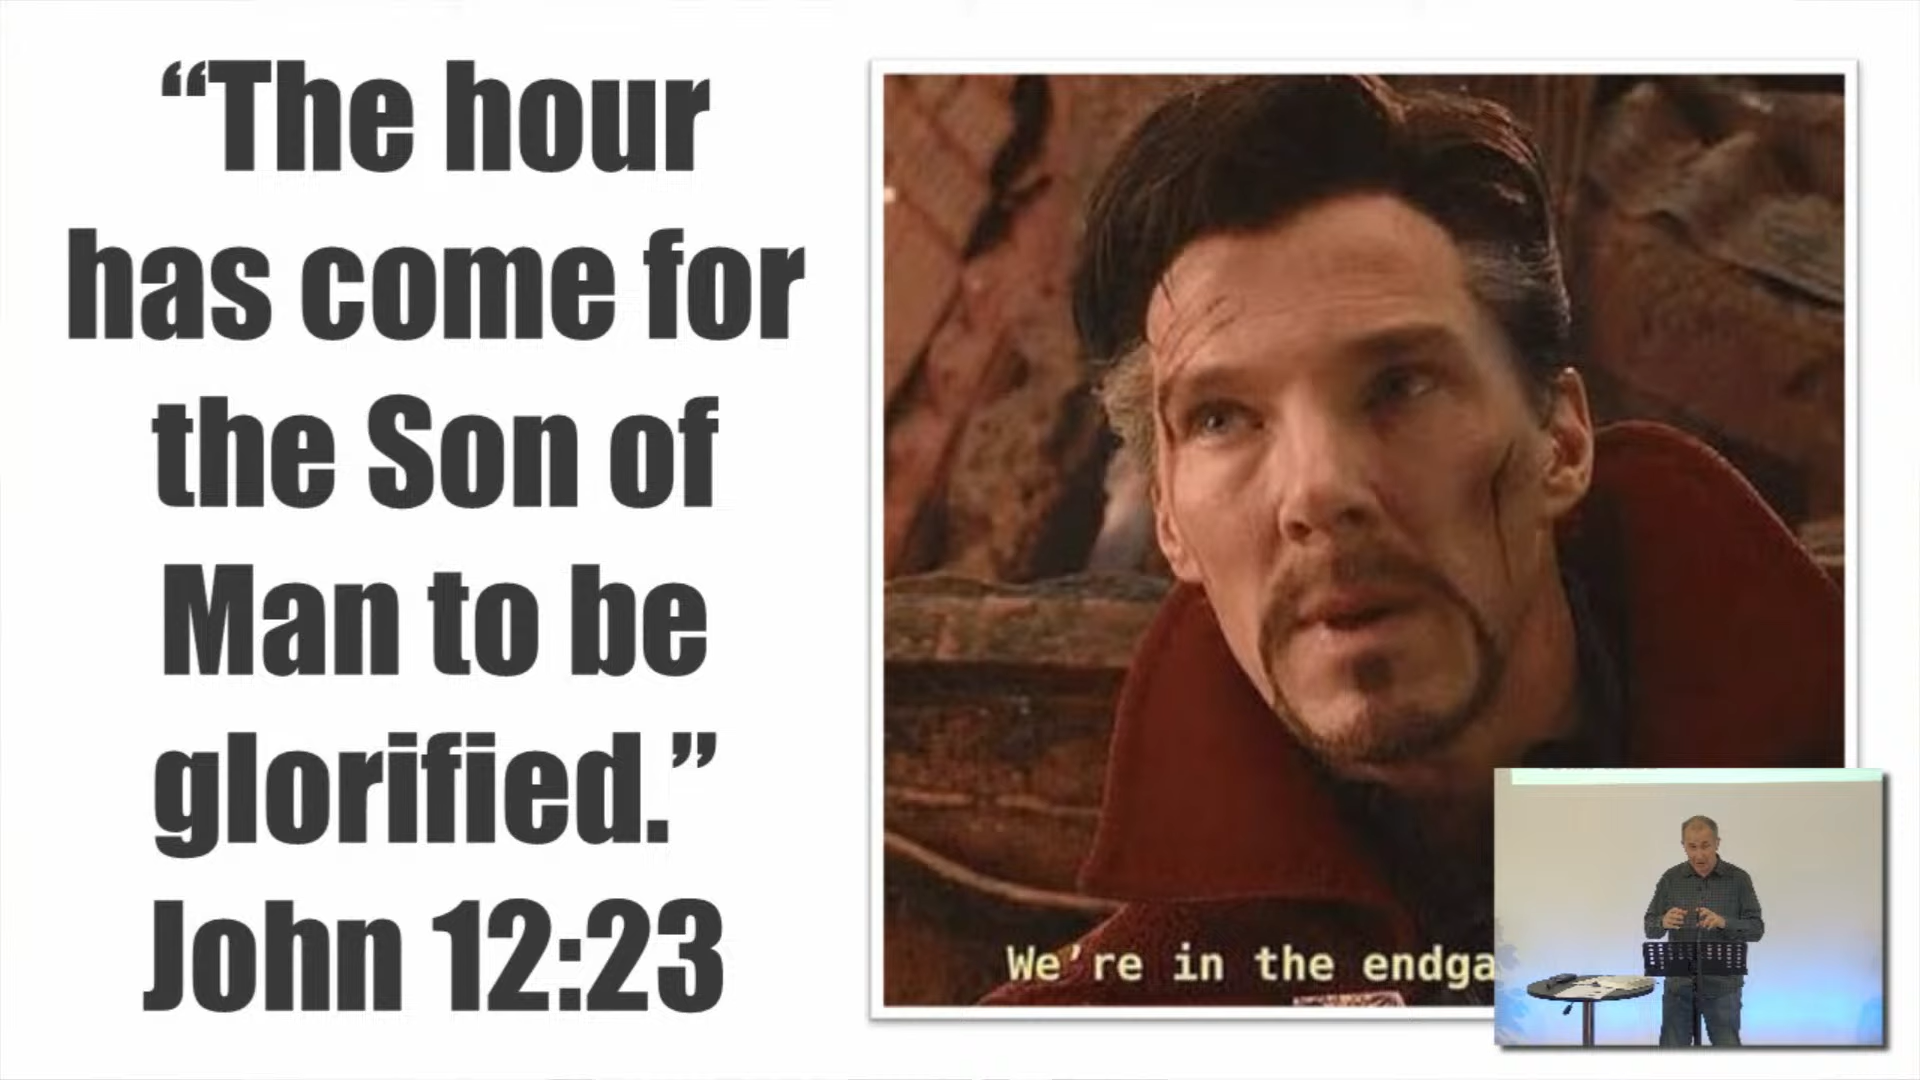 “The hour
has come for
the Son of
Man to be
glorified.”
John 12:23
We’re in the